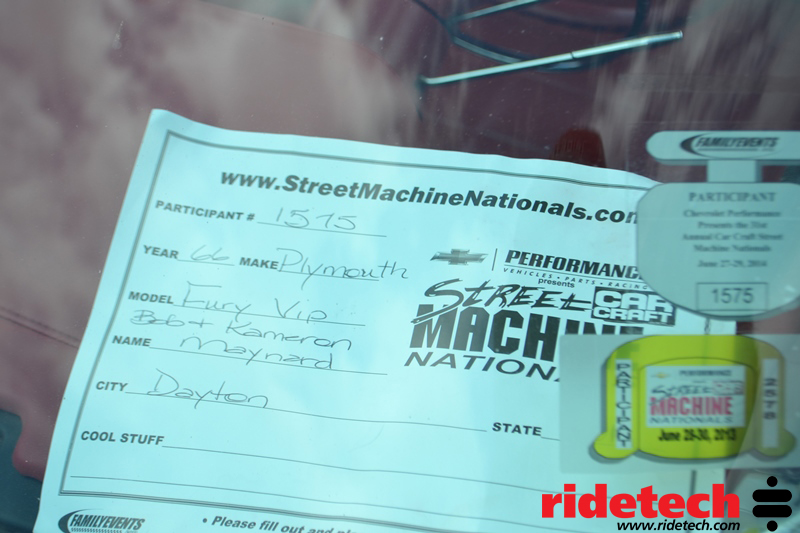 www.StreetMachineNationals.com
PARTICIPANT # 1575
YEAR 66 MAKE Plymouth
MODEL Fury Vip
Bob + Kameron
NAME Maynard
CITY Dayton
STATE
COOL STUFF
FAMILYEVENTS
• Please fill out and
PERFORMANCE
VEHICLES • PARTS • RACING
presents
STREET
CAR CRAFT
MACHINE
NATIONALS
FAMILYEVENTS
PARTICIPANT
Chevrolet Performance
Presents the 31st
Annual Car Craft Street
Machine Nationals
June 27-29, 2014
1575
PARTICIPANT
PERFORMANCE
STREET
MACHINE
NATIONALS
June 28-30, 2013
2578
ridetech
www.ridetech.com